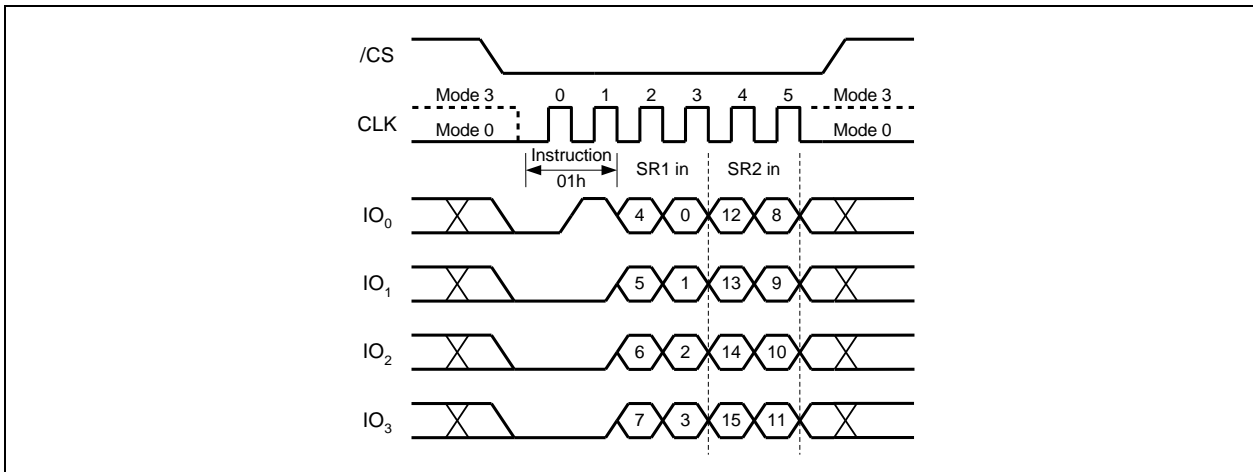 /CS
Mode 3 0 1 2 3 4 5 Mode 3
CLK
Mode 0 Mode 0
Instruction SR1 in SR2 in
01h
IO0 4 0 12 8
IO1 5 1 13 9
IO2 6 2 14 10
IO3 7 3 15 11